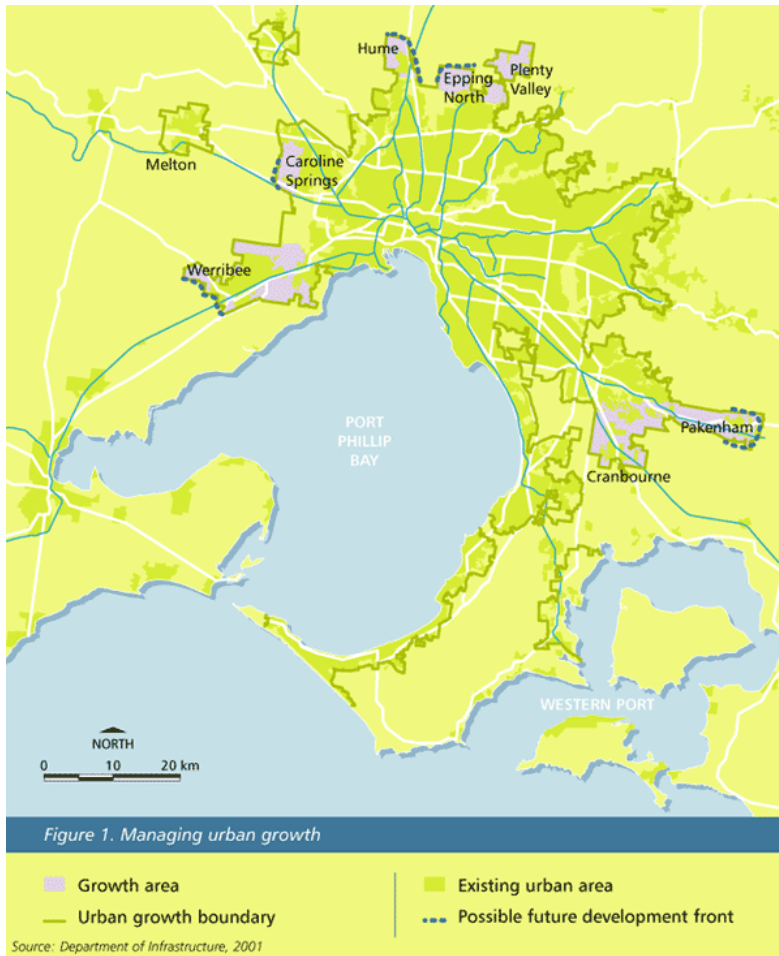 Hume
Epping
North
Plenty
Valley
Melton
Caroline
Springs
Werribee
PORT
PHILLIP
BAY
Pakenham
Cranbourne
WESTERN PORT
NORTH
0 10 20 km
Figure 1. Managing urban growth
Growth area
Existing urban area
Urban growth boundary
Possible future development front
Source: Department of Infrastructure, 2001